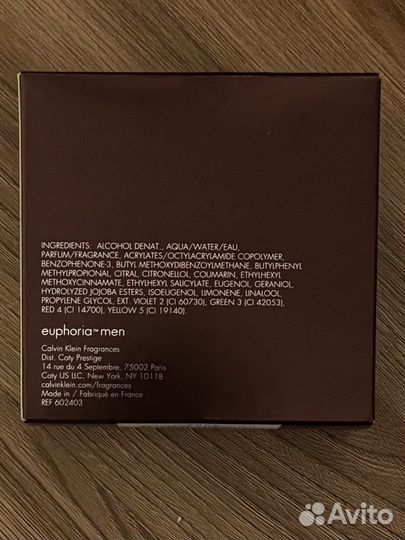 INGREDIENTS: ALCOHOL DENAT., AQUA/WATER/EAU,
PARFUM/FRAGRANCE, ACRYLATES/OCTYLACRYLAMIDE COPOLYMER,
BENZOPHENONE-3, BUTYL METHOXYDIBENZOYLMETHANE, BUTYLPHENYL
METHYLPROPIONAL, CITRAL, CITRONELLOL, COUMARIN, ETHYLHEXYL
METHOXYCINNAMATE, ETHYLHEXYL SALICYLATE, EUGENOL, GERANIOL,
HYDROLYZED JOJOBA ESTERS, ISOEUGENOL, LIMONENE, LINALOOL,
PROPYLENE GLYCOL, EXT. VIOLET 2 (CI 60730), GREEN 3 (CI 42053),
RED 4 (CI 14700), YELLOW 5 (CI 19140).
euphoria™ men
Calvin Klein Fragrances
Dist. Coty Prestige
14 rue du 4 Septembre, 75002 Paris
Coty US LLC, New York, NY 10118
calvinklein.com/fragrances
Made in / Fabriqué en France
REF 602403
Avito